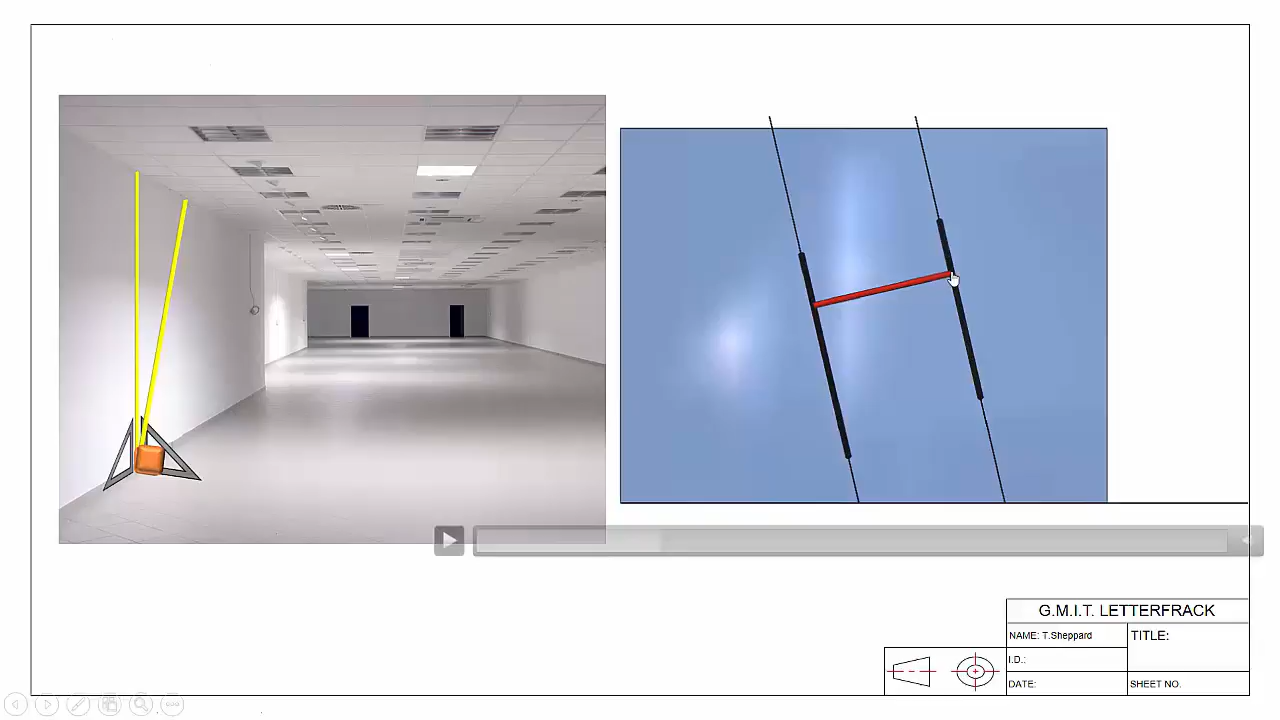 G.M.I.T. LETTERFRACK
NAME: T.Sheppard
TITLE:
I.D.:
DATE:
SHEET NO.